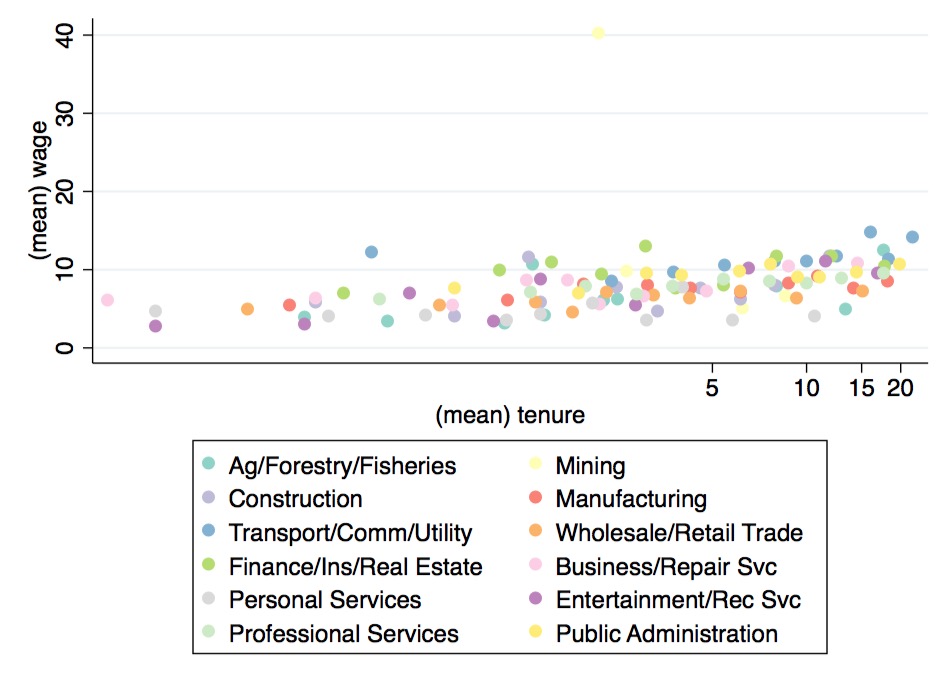 40
30
20
10
0
(mean) wage
5 10 15 20
(mean) tenure
Ag/Forestry/Fisheries Mining
Construction Manufacturing
Transport/Comm/Utility Wholesale/Retail Trade
Finance/Ins/Real Estate Business/Repair Svc
Personal Services Entertainment/Rec Svc
Professional Services Public Administration